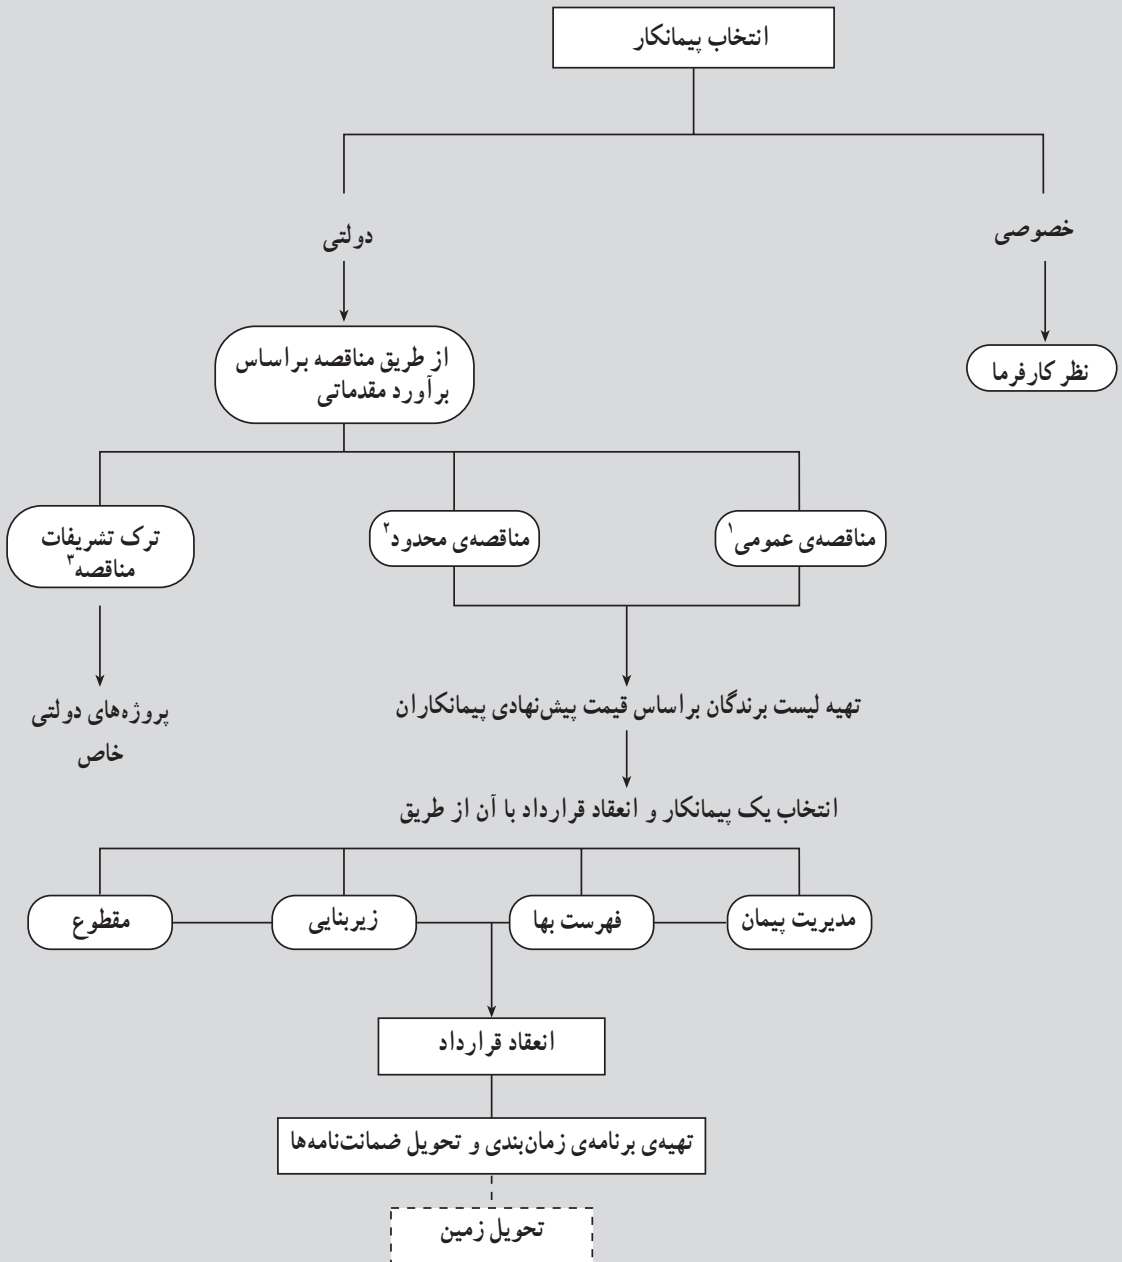 انتخاب پیمانکار
خصوصی
دولتی
نظر کارفرما
از طریق مناقصه براساس
برآورد مقدماتی
مناقصه‌ی عمومی۱
مناقصه‌ی محدود۲
ترک تشریفات
مناقصه۳
تهیه لیست برندگان براساس قیمت پیش‌نهادی پیمانکاران
پروژه‌های دولتی
خاص
انتخاب یک پیمانکار و انعقاد قرارداد با آن از طریق
مدیریت پیمان
فهرست بها
زیربنایی
مقطوع
انعقاد قرارداد
تهیه‌ی برنامه‌ی زمان‌بندی و تحویل ضمانت‌نامه‌ها
تحویل زمین